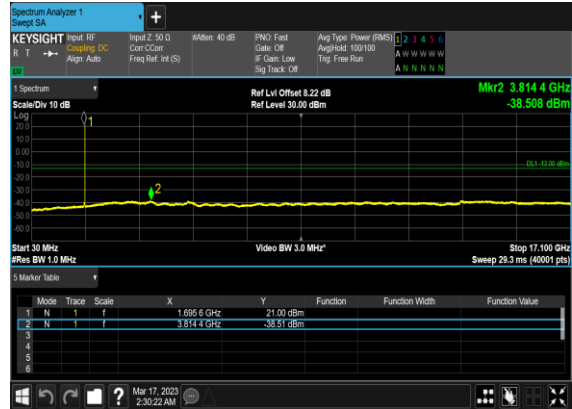 Spectrum Analyzer 1
Swept SA
+
KEYSIGHT Input: RF Input Z: 50 Ω #Atten: 40 dB PNO: Fast Avg Type: Power (RMS) 1 2 3 4 5 6
R T Coupling: DC Corr CCorr Gate: Off Avg|Hold: 100/100 A W W W W W
Align: Auto Freq Ref: Int (S) IF Gain: Low Trig: Free Run
Sig Track: Off A N N N N N
1 Spectrum Ref Lvl Offset 8.22 dB Mkr2 3.814 4 GHz
Scale/Div 10 dB Ref Level 30.00 dBm -38.508 dBm
Log
20.0
10.0
0.00
-10.0
-20.0
-30.0
-40.0
-50.0
-60.0
1
2
DL1 -13.00 dBm
Start 30 MHz Video BW 3.0 MHz* Stop 17.100 GHz
#Res BW 1.0 MHz Sweep 29.3 ms (40001 pts)
5 Marker Table
Mode Trace Scale X Y Function Function Width Function Value
1 N 1 f 1.695 6 GHz 21.00 dBm
2 N 1 f 3.814 4 GHz -38.51 dBm
3
4
5
6
? Mar 17, 2023
2:30:22 AM